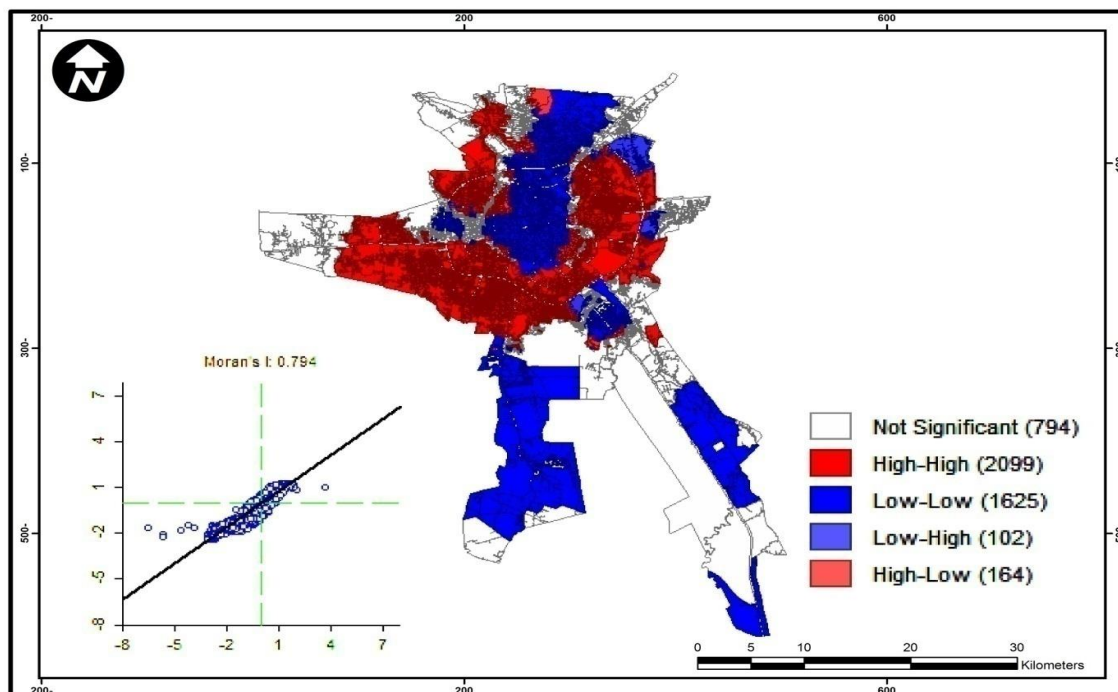 200- 200 600
N
100-
300-
500-
Moran's I: 0.794
7
4
1
-2
-5
-8
-8 -5 -2 1 4 7
Not Significant (794)
High-High (2099)
Low-Low (1625)
Low-High (102)
High-Low (164)
0 5 10 20 30
Kilometers
200- 200 600